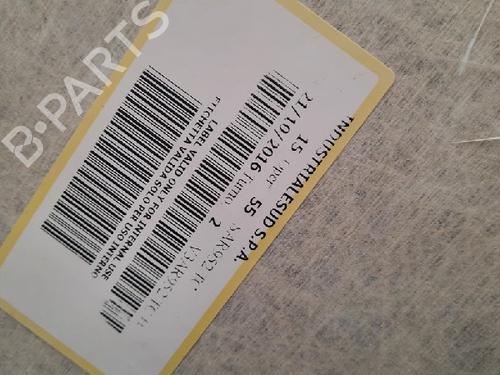 B-PARTS
INDUSTRIALESUD S.P.A.
15 55
21/10/2016 Turno 2
LABEL VALID ONLY FOR INTERNAL USE
ETICHETTA VALIDA SOLO PER USO INTERNO